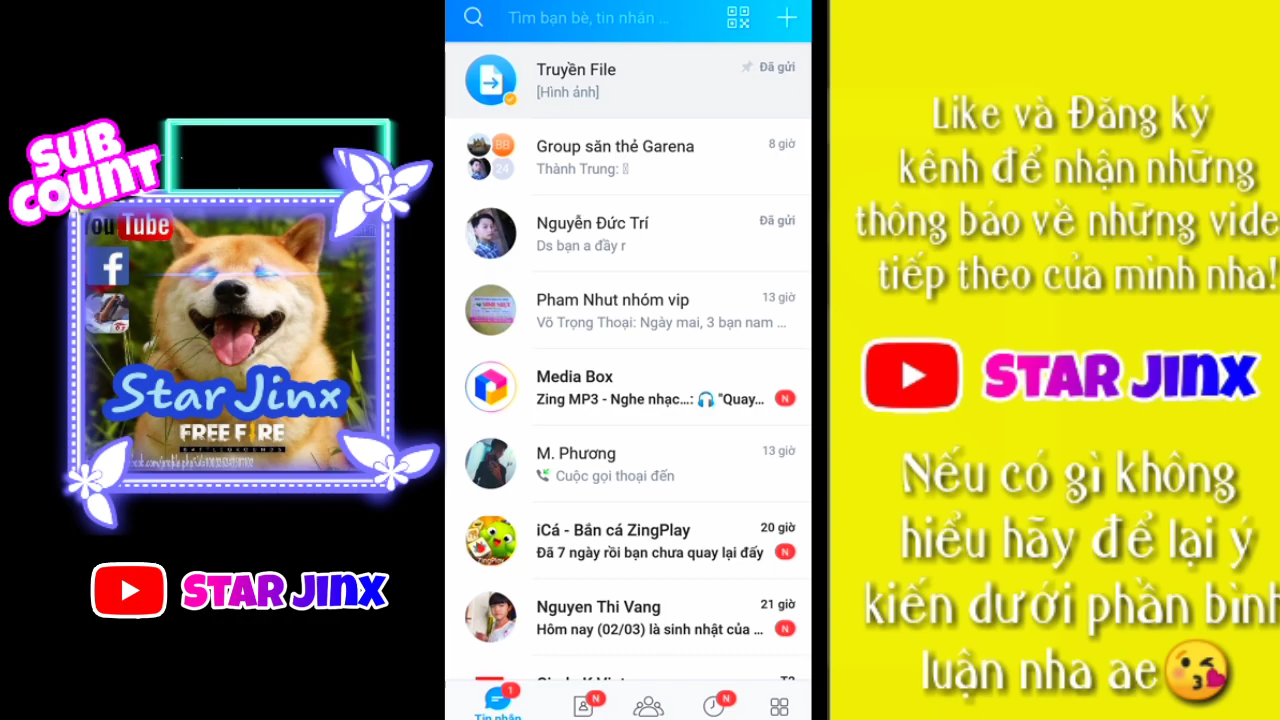 SUB
COUNT
You Tube
f
Star Jinx
FREE FIRE
BATTLEGROUNDS
STAR JINX
Tìm bạn bè, tin nhắn ...
Truyền File
Đã gửi
[Hình ảnh]
BB
24
Group săn thẻ Garena
8 giờ
Thành Trung:
Nguyễn Đức Trí
Đã gửi
Ds bạn a đầy r
Pham Nhut nhóm vip
13 giờ
Võ Trọng Thoại: Ngày mai, 3 bạn nam ...
Media Box
Zing MP3 - Nghe nhạc...: 🎧 "Quay...
N
M. Phương
13 giờ
Cuộc gọi thoại đến
iCá - Bắn cá ZingPlay
20 giờ
Đã 7 ngày rồi bạn chưa quay lại đấy
N
Nguyen Thi Vang
21 giờ
Hôm nay (02/03) là sinh nhật của ...
N
T2
1
N
N
Tin nhắn
Like và Đăng ký
kênh để nhận những
thông báo về những vide
tiếp theo của mình nha!
STAR JINX
Nếu có gì không
hiểu hãy để lại ý
kiến dưới phần bình
luận nha ae😘